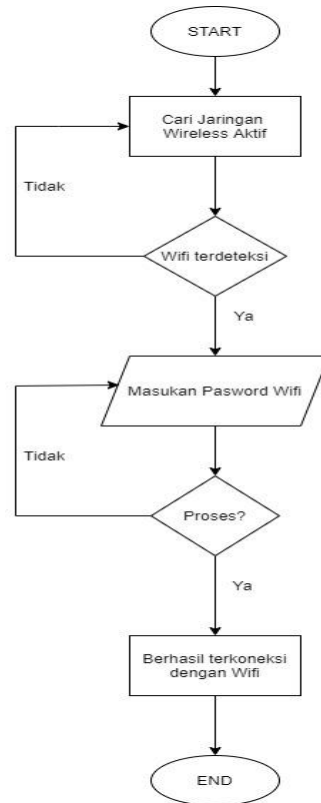 START
Cari Jaringan
Wireless Aktif
Tidak
Wifi terdeteksi
Ya
Masukan Pasword Wifi
Tidak
Proses?
Ya
Berhasil terkoneksi
dengan Wifi
END